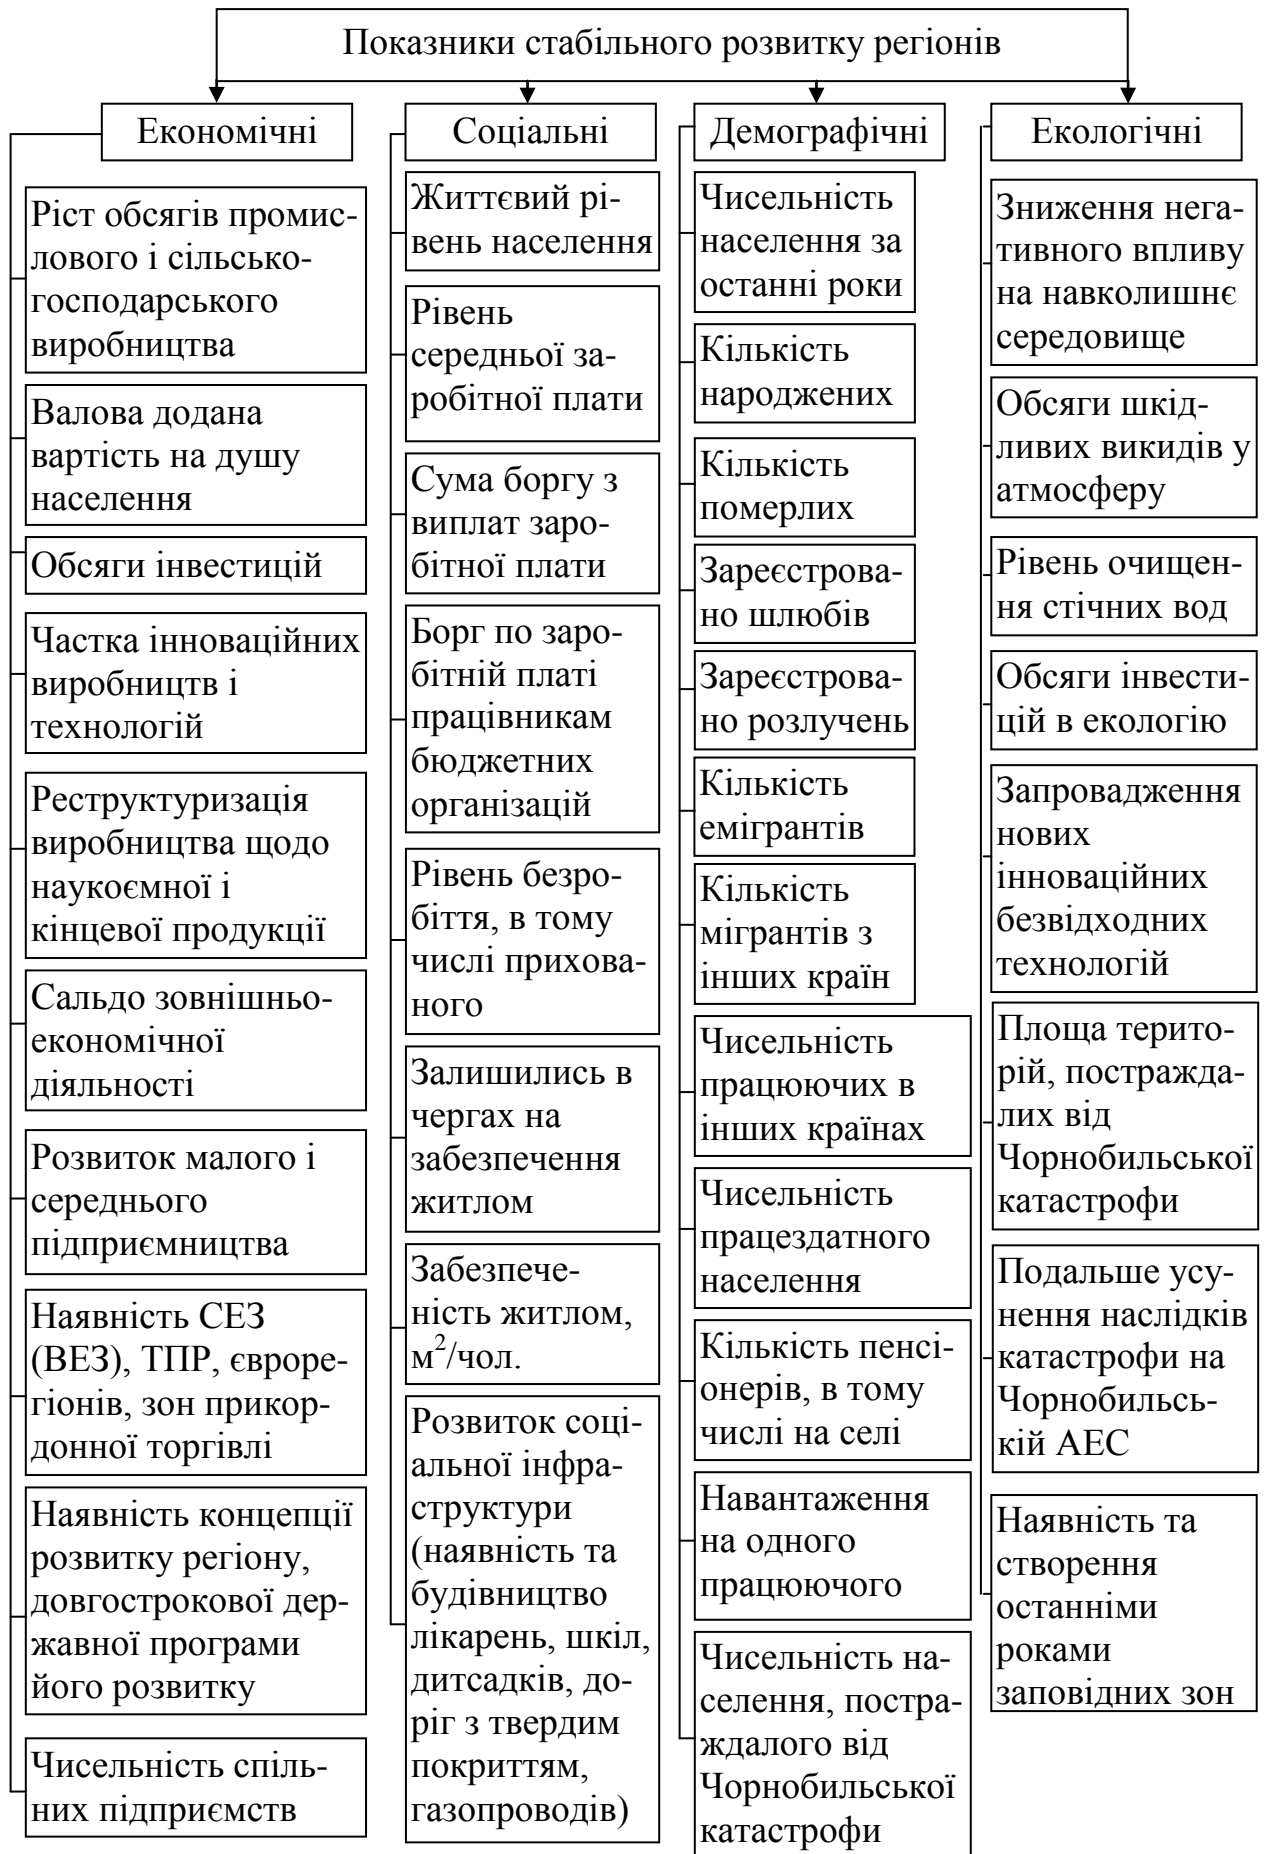 Показники стабільного розвитку регіонів
Економічні
Ріст обсягів промис-
лового і сільсько-
господарського
виробництва
Валова додана
вартість на душу
населення
Обсяги інвестицій
Частка інноваційних
виробництв і
технологій
Реструктуризація
виробництва щодо
наукоємної і
кінцевої продукції
Сальдо зовнішньо-
економічної
діяльності
Розвиток малого і
середнього
підприємництва
Наявність СЕЗ
(ВЕЗ), ТПР, євроре
гіонів, зон прикор-
донної торгівлі
Наявність концепції
розвитку регіону,
довгострокової дер-
жавної програми
його розвитку
Чисельність спіль-
них підприємств
Соціальні
Життєвий рі-
вень населення
Рівень
середньої за-
робітної плати
Сума боргу з
виплат заро-
бітної плати
Борг по заро-
бітній платі
працівникам
бюджетних
організацій
Рівень безро-
біття, в тому
числі прихова-
ного
Залишились в
чергах на
забезпечення
житлом
Забезпече-
ність житлом,
м²/чол.
Розвиток соці-
альної інфра-
структури
(наявність та
будівництво
лікарень, шкіл,
дитсадків, до-
ріг з твердим
покриттям,
газопроводів)
Демографічні
Чисельність
населення за
останні роки
Кількість
народжених
Кількість
померлих
Зареєстрова-
но шлюбів
Зареєстрова-
но розлучень
Кількість
емігрантів
Кількість
мігрантів з
інших країн
Чисельність
працюючих в
інших країнах
Чисельність
працездатного
населення
Кількість пенсі-
онерів, в тому
числі на селі
Навантаження
на одного
працюючого
Чисельність на-
селення, постра-
ждалого від
Чорнобильської
катастрофи
Екологічні
Зниження нега-
тивного впливу
на навколишнє
середовище
Обсяги шкід-
ливих викидів у
атмосферу
Рівень очищен-
ня стічних вод
Обсяги інвести-
цій в екологію
Запровадження
нових
інноваційних
безвідходних
технологій
Площа терито-
рій, постражда-
лих від
Чорнобильської
катастрофи
Подальше усу-
нення наслідків
катастрофи на
Чорнобильсь-
кій АЕС
Наявність та
створення
останніми
роками
заповідних зон